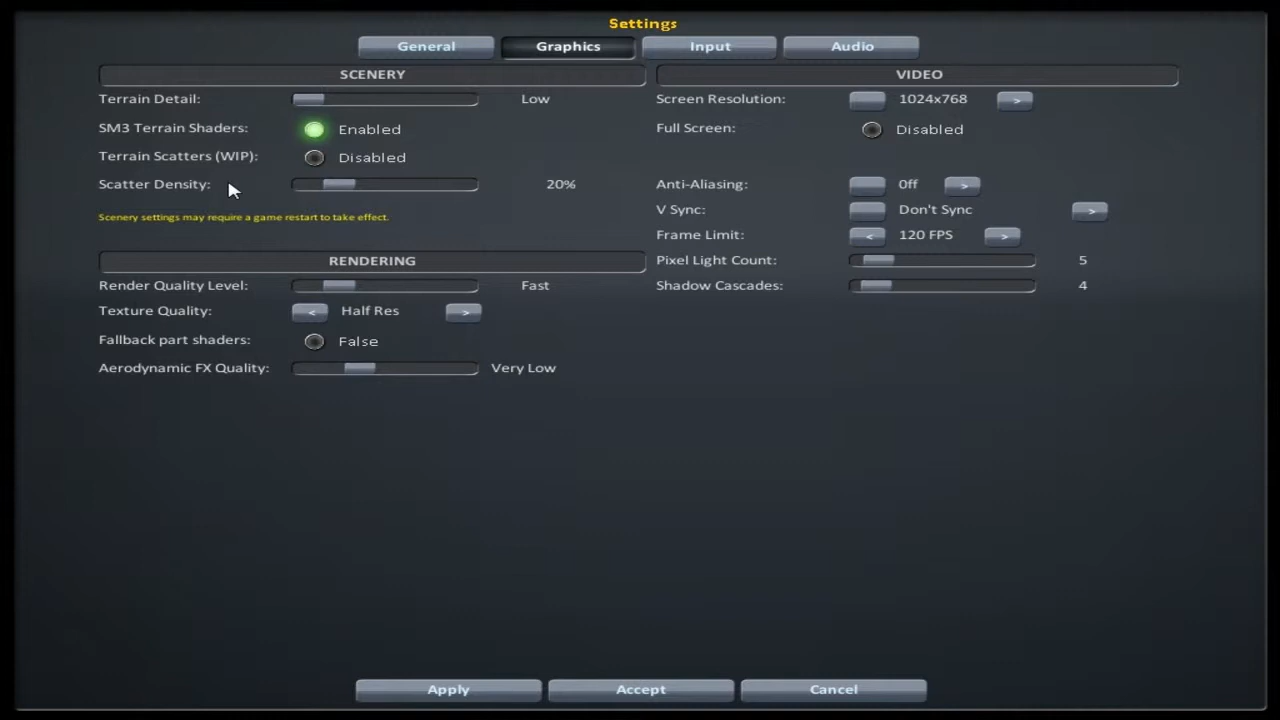 Settings
General
Graphics
Input
Audio
SCENERY
Terrain Detail: Low
SM3 Terrain Shaders: Enabled
Terrain Scatters (WIP): Disabled
Scatter Density: 20%
Scenery settings may require a game restart to take effect.
RENDERING
Render Quality Level: Fast
Texture Quality: < Half Res >
Fallback part shaders: False
Aerodynamic FX Quality: Very Low
VIDEO
Screen Resolution: 1024x768 >
Full Screen: Disabled
Anti-Aliasing: Off >
V Sync: Don't Sync >
Frame Limit: < 120 FPS >
Pixel Light Count: 5
Shadow Cascades: 4
Apply
Accept
Cancel